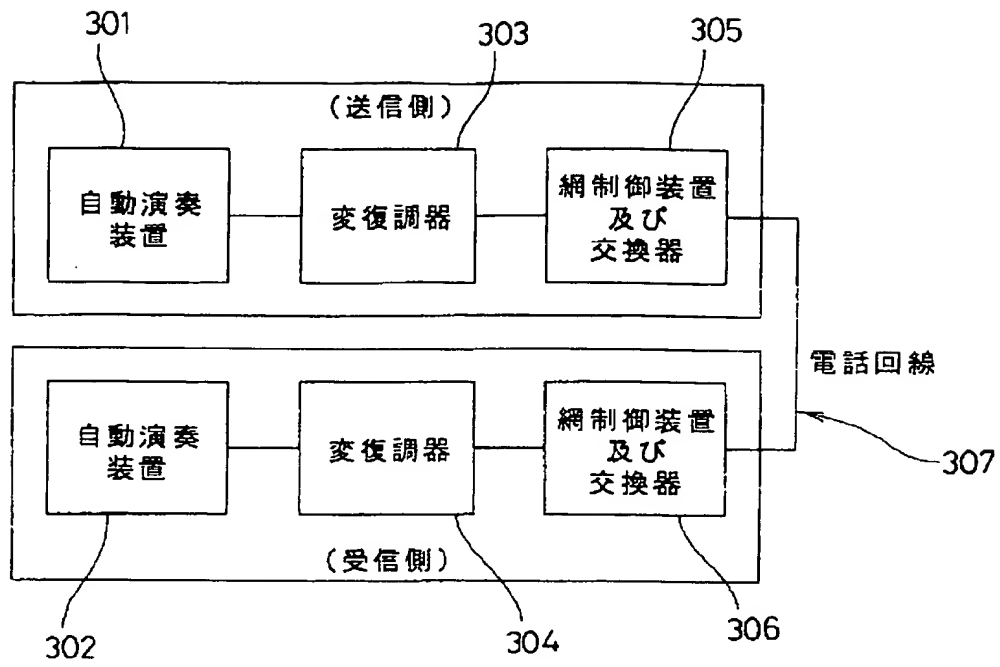 301
303
305
(送信側)
自動演奏
装置
変復調器
網制御装置
及び
交換器
電話回線
307
自動演奏
装置
変復調器
網制御装置
及び
交換器
(受信側)
302
304
306